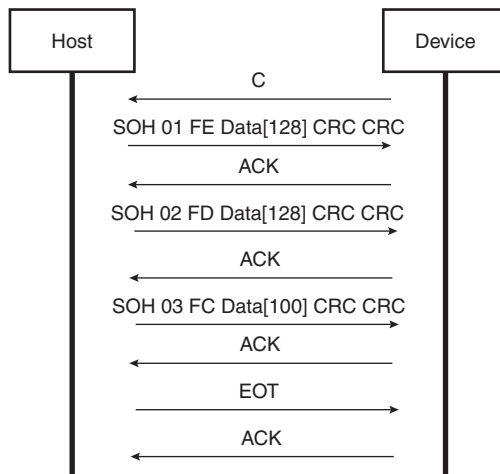 Host
Device
C
SOH 01 FE Data[128] CRC CRC
ACK
SOH 02 FD Data[128] CRC CRC
ACK
SOH 03 FC Data[100] CRC CRC
ACK
EOT
ACK